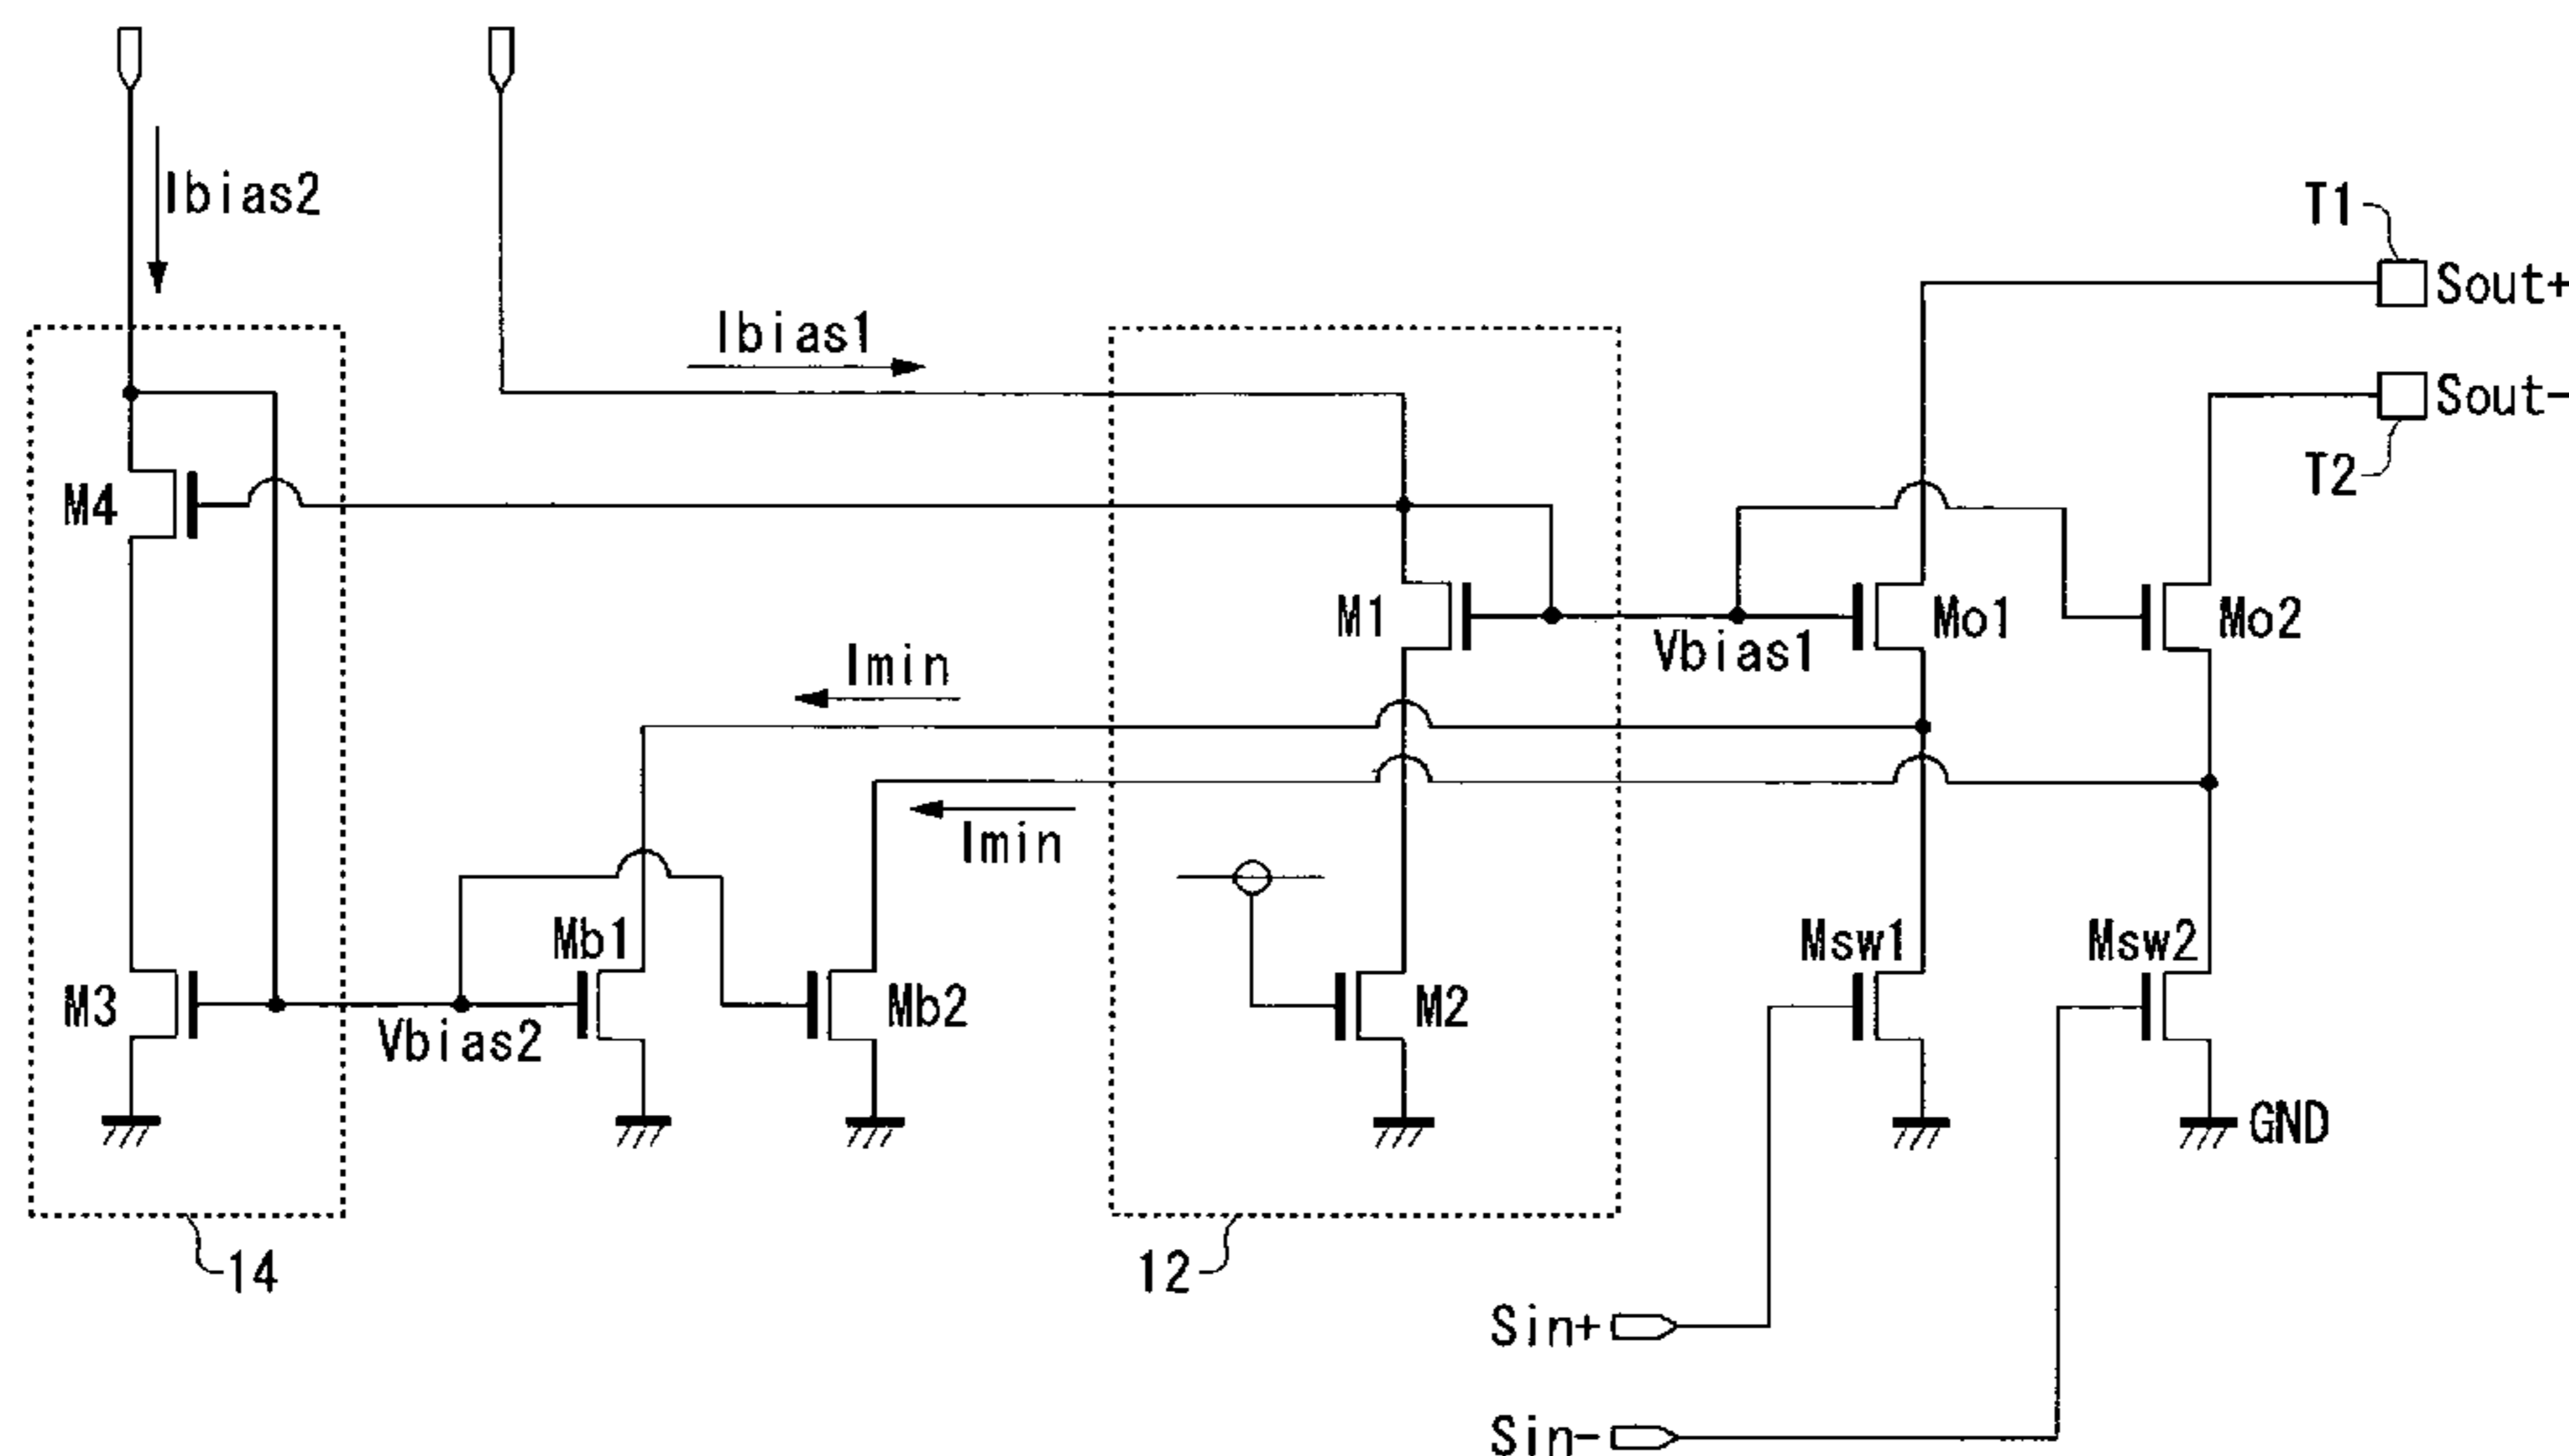 Ibias2
T1
Sout+
Ibias1
Sout-
T2
M4
M1
Mo1
Mo2
Vbias1
Imin
Imin
Mb1
Msw1
Msw2
M3
Mb2
M2
Vbias2
GND
14
12
Sin+
Sin-